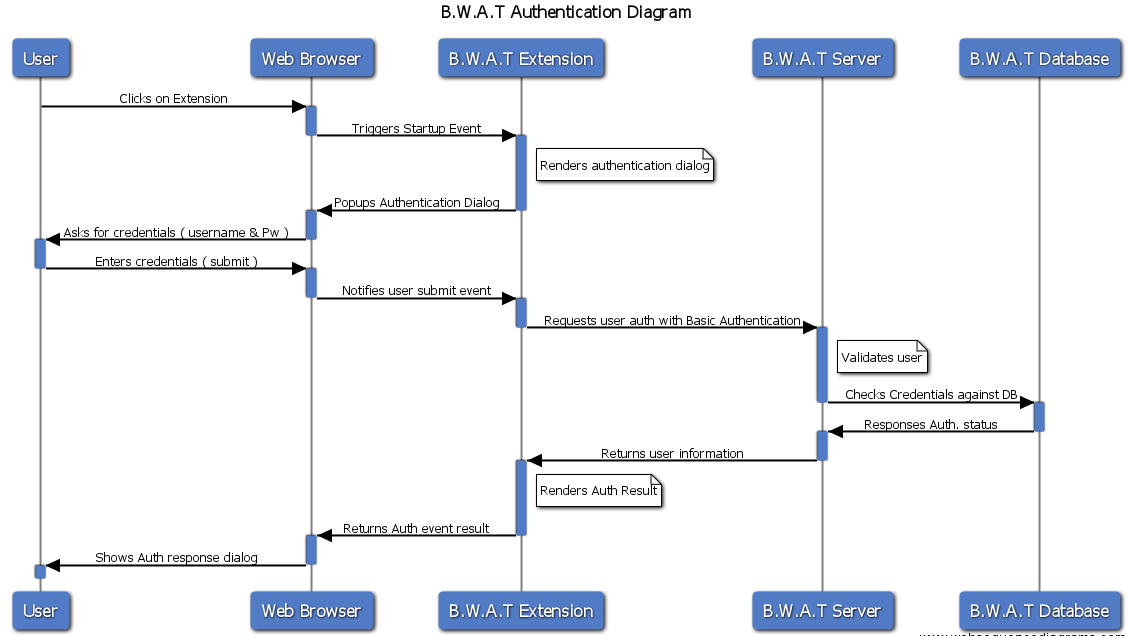 B.W.A.T Authentication Diagram
User
Web Browser
B.W.A.T Extension
B.W.A.T Server
B.W.A.T Database
Clicks on Extension
Triggers Startup Event
Renders authentication dialog
Popups Authentication Dialog
Asks for credentials ( username & Pw )
Enters credentials ( submit )
Notifies user submit event
Requests user auth with Basic Authentication
Validates user
Checks Credentials against DB
Responses Auth. status
Returns user information
Renders Auth Result
Returns Auth event result
Shows Auth response dialog
User
Web Browser
B.W.A.T Extension
B.W.A.T Server
B.W.A.T Database
www.websequencediagrams.com